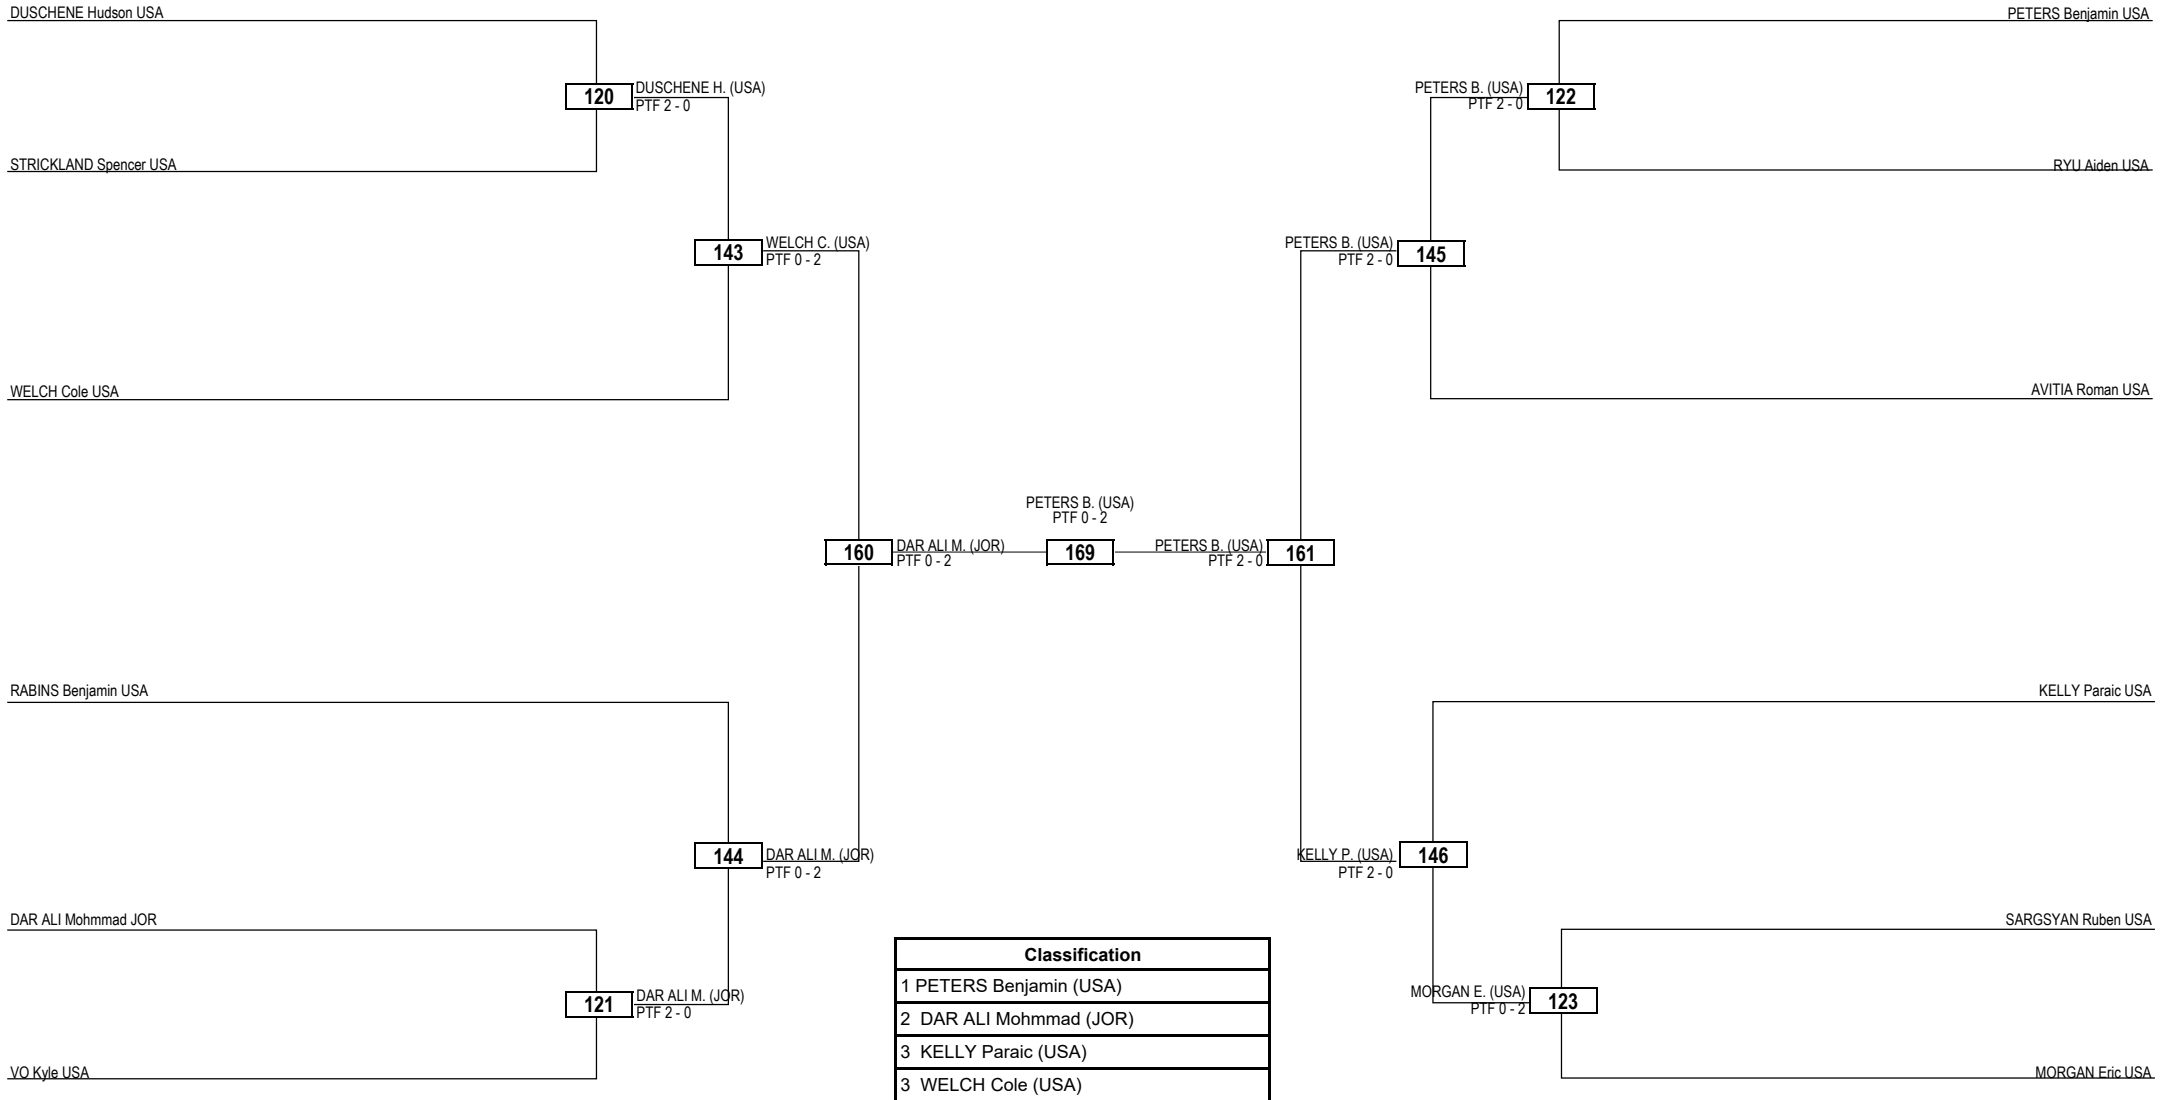 DUSCHENE Hudson USA
PETERS Benjamin USA
120
DUSCHENE H. (USA)
PTF 2 - 0
PETERS B. (USA)
PTF 2 - 0
122
STRICKLAND Spencer USA
RYU Aiden USA
143
WELCH C. (USA)
PTF 0 - 2
PETERS B. (USA)
PTF 2 - 0
145
WELCH Cole USA
AVITIA Roman USA
PETERS B. (USA)
PTF 0 - 2
160
DAR ALI M. (JOR)
PTF 0 - 2
169
PETERS B. (USA)
PTF 2 - 0
161
RABINS Benjamin USA
KELLY Paraic USA
144
DAR ALI M. (JOR)
PTF 0 - 2
KELLY P. (USA)
PTF 2 - 0
146
DAR ALI Mohmmad JOR
SARGSYAN Ruben USA
121
DAR ALI M. (JOR)
PTF 2 - 0
MORGAN E. (USA)
PTF 0 - 2
123
VO Kyle USA
MORGAN Eric USA
Classification
1 PETERS Benjamin (USA)
2 DAR ALI Mohmmad (JOR)
3 KELLY Paraic (USA)
3 WELCH Cole (USA)